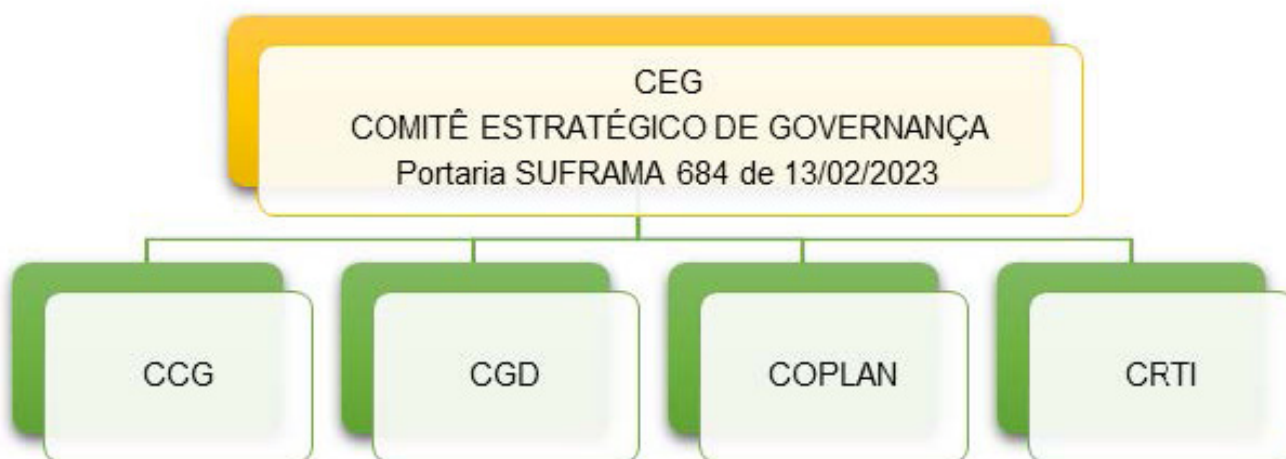 CEG
COMITÊ ESTRATÉGICO DE GOVERNANÇA
Portaria SUFRAMA 684 de 13/02/2023
CCG
CGD
COPLAN
CRTI